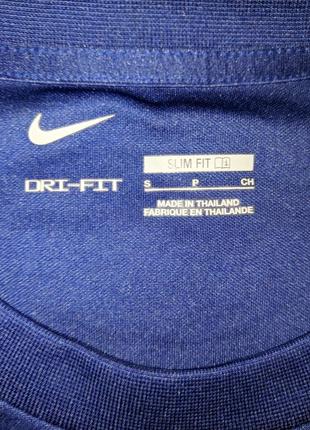 SLIM FIT
DRI-FIT
S P CH
MADE IN THAILAND
FABRIQUE EN THAILANDE